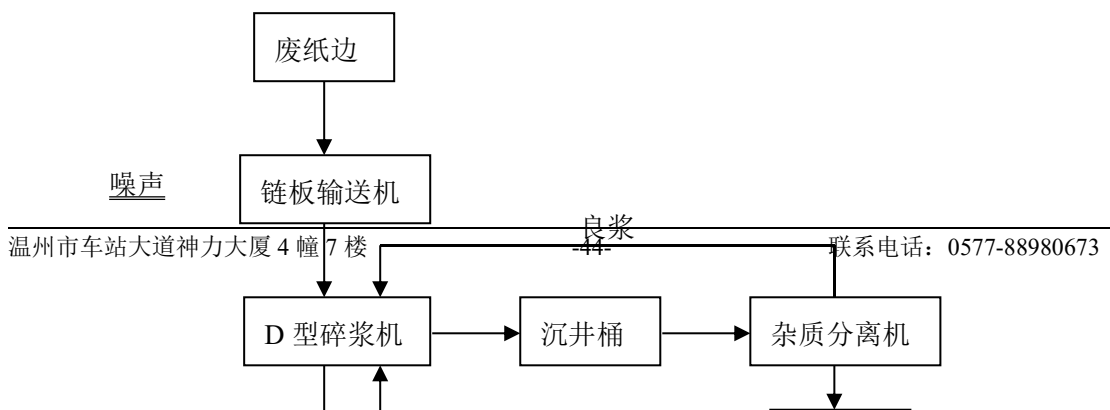 废纸边
噪声
链板输送机
良浆
温州市车站大道神力大厦 4 幢 7 楼 -44- 联系电话：0577-88980673
D 型碎浆机 沉井桶 杂质分离机